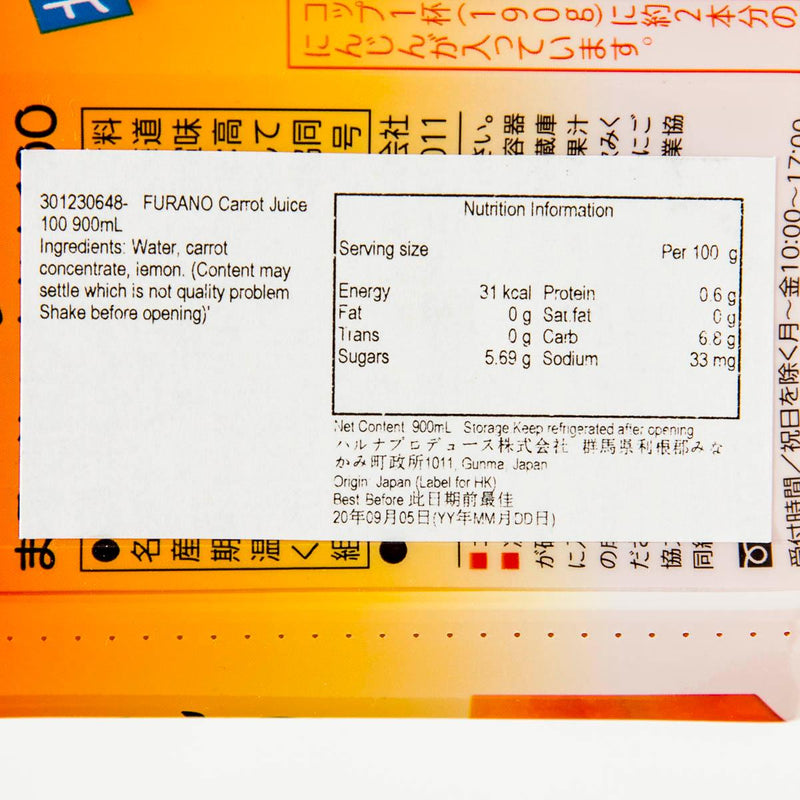 コップ1杯(190g)に約2本分の
にんじんが入っています。
301230648- FURANO Carrot Juice
100 900mL
Ingredients: Water, carrot
concentrate, lemon. (Content may
settle which is not quality problem
Shake before opening)'
Nutrition Information
Serving size Per 100 g
Energy 31 kcal Protein 0.6 g
Fat 0 g Sat.fat 0 g
Trans 0 g Carb 6.8 g
Sugars 5.69 g Sodium 33 mg
Net Content 900mL Storage:Keep refrigerated after opening
ハルナプロデュース株式会社 群馬県利根郡みな
かみ町政所1011, Gunma, Japan
Origin: Japan (Label for HK)
Best Before 此日期前最佳
20年09月05日(YY年MM月DD日)
受付時間/祝日を除く月~金10:00~17:00